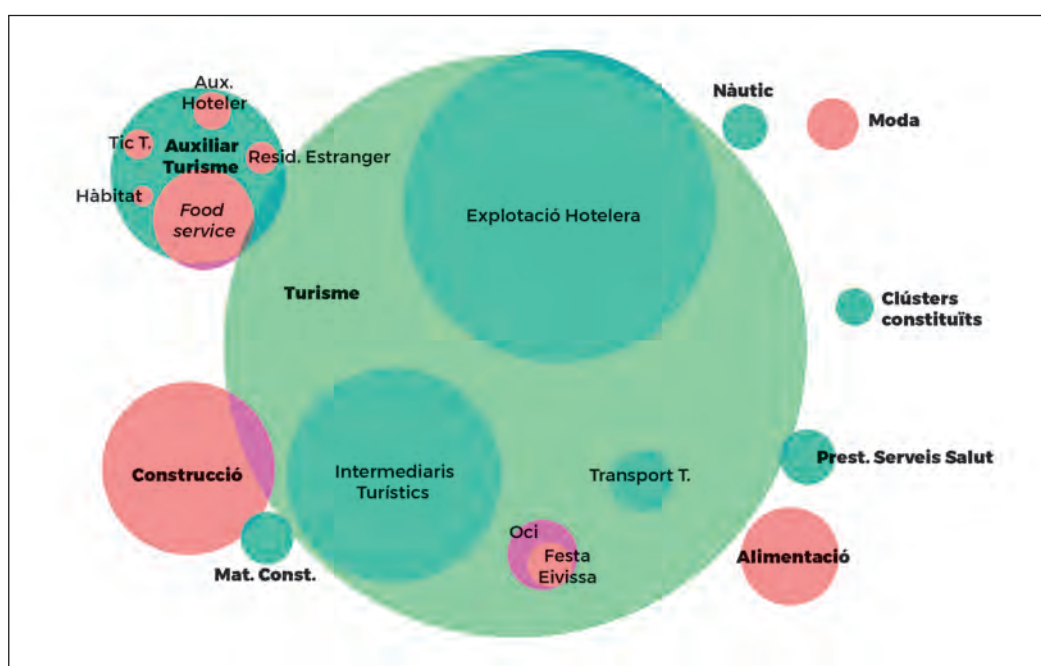 Aux.
Hoteler
Tic T.
Auxiliar
Turisme
Resid. Estranger
Hàbitat
Food
service
Nàutic
Moda
Explotació Hotelera
Turisme
Clústers
constituïts
Construcció
Intermediaris
Turístics
Transport T.
Prest. Serveis Salut
Oci
Festa
Eivissa
Alimentació
Mat. Const.